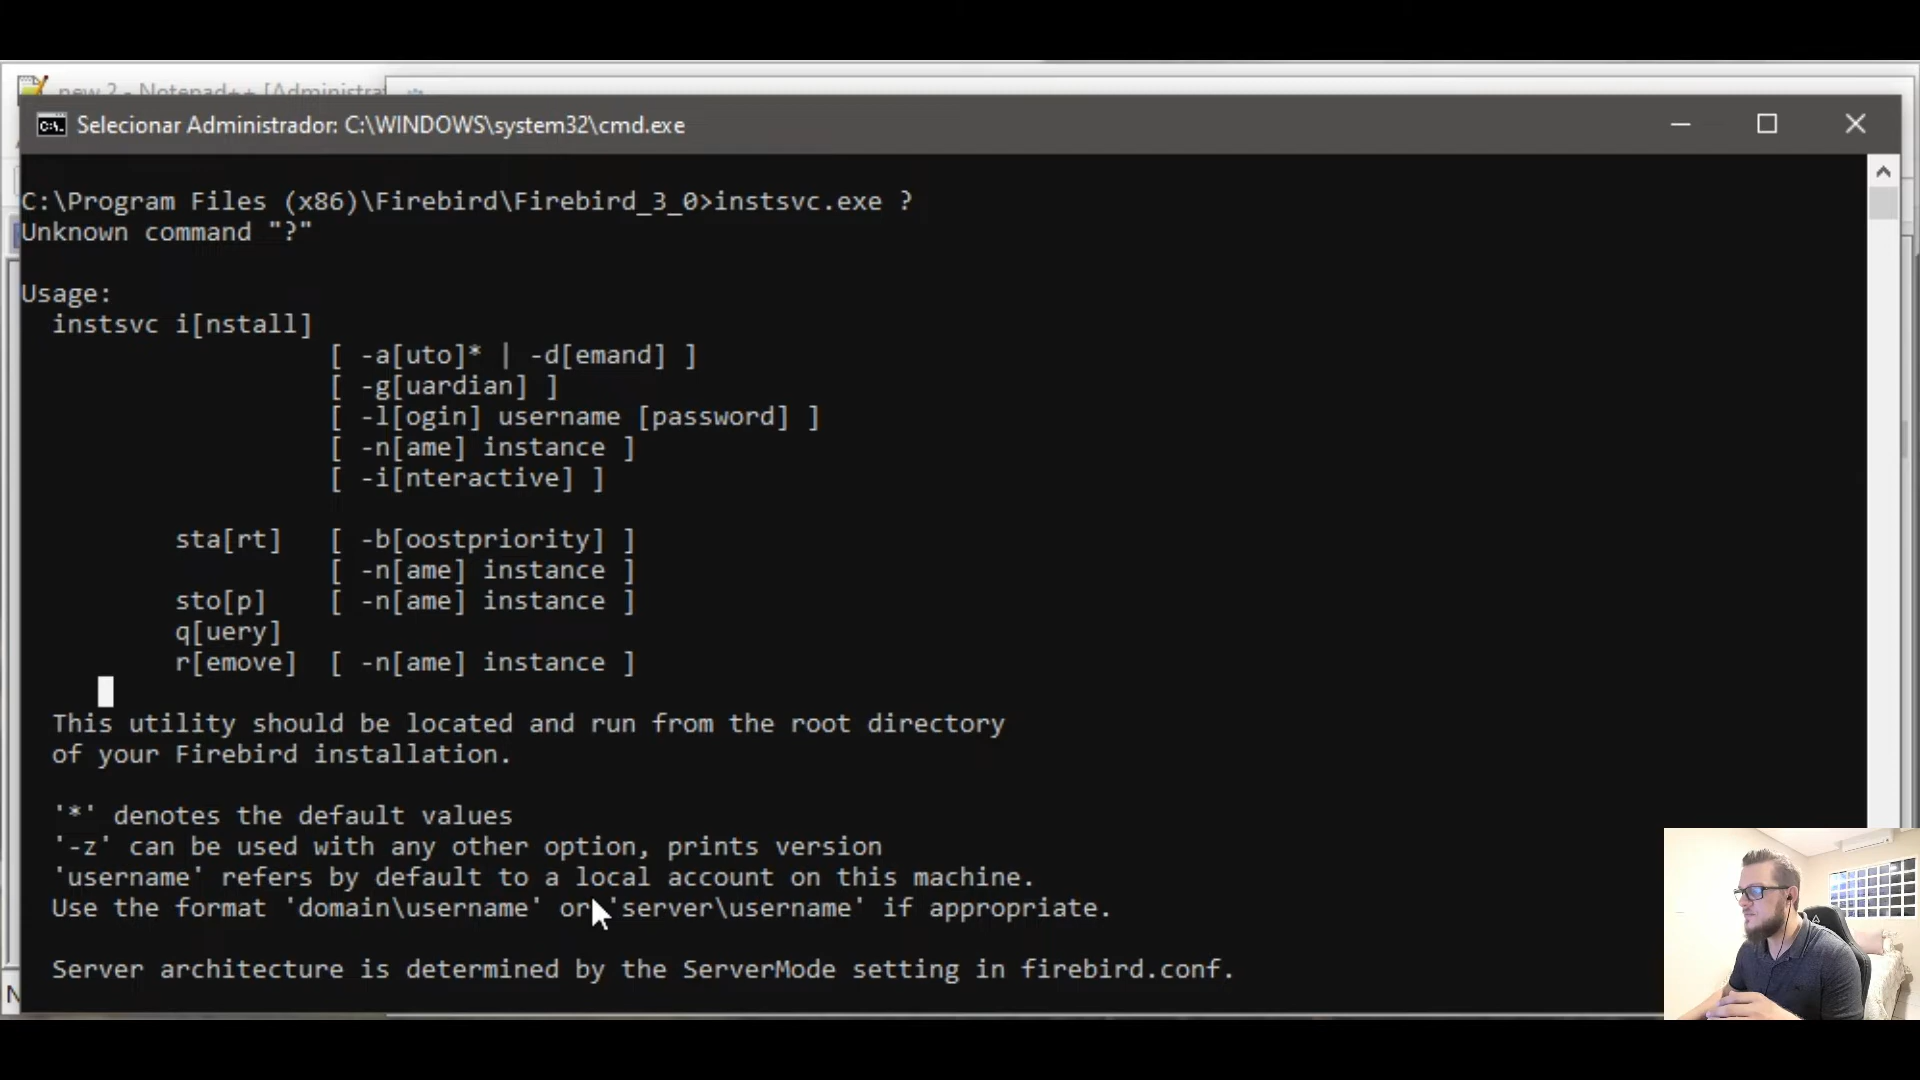 new 2 - Notepad++ [Administrat
Selecionar Administrador: C:\WINDOWS\system32\cmd.exe
C:\Program Files (x86)\Firebird\Firebird_3_0>instsvc.exe ?
Unknown command "?"
Usage:
instsvc i[nstall]
[ -a[uto]* | -d[emand] ]
[ -g[uardian] ]
[ -l[ogin] username [password] ]
[ -n[ame] instance ]
[ -i[nteractive] ]
sta[rt] [ -b[oostpriority] ]
[ -n[ame] instance ]
sto[p] [ -n[ame] instance ]
q[uery]
r[emove] [ -n[ame] instance ]
This utility should be located and run from the root directory
of your Firebird installation.
'*' denotes the default values
'-z' can be used with any other option, prints version
'username' refers by default to a local account on this machine.
Use the format 'domain\username' or 'server\username' if appropriate.
Server architecture is determined by the ServerMode setting in firebird.conf.